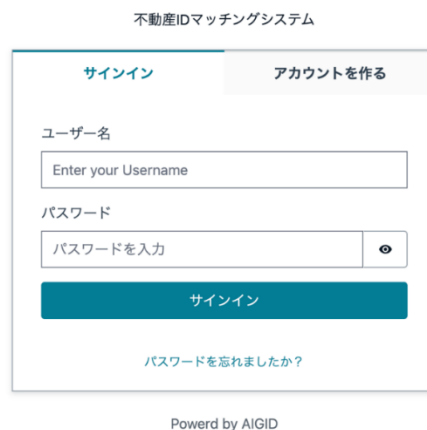 不動産IDマッチングシステム
サインイン
アカウントを作る
ユーザー名
Enter your Username
パスワード
パスワードを入力
サインイン
パスワードを忘れましたか？
Powerd by AIGID